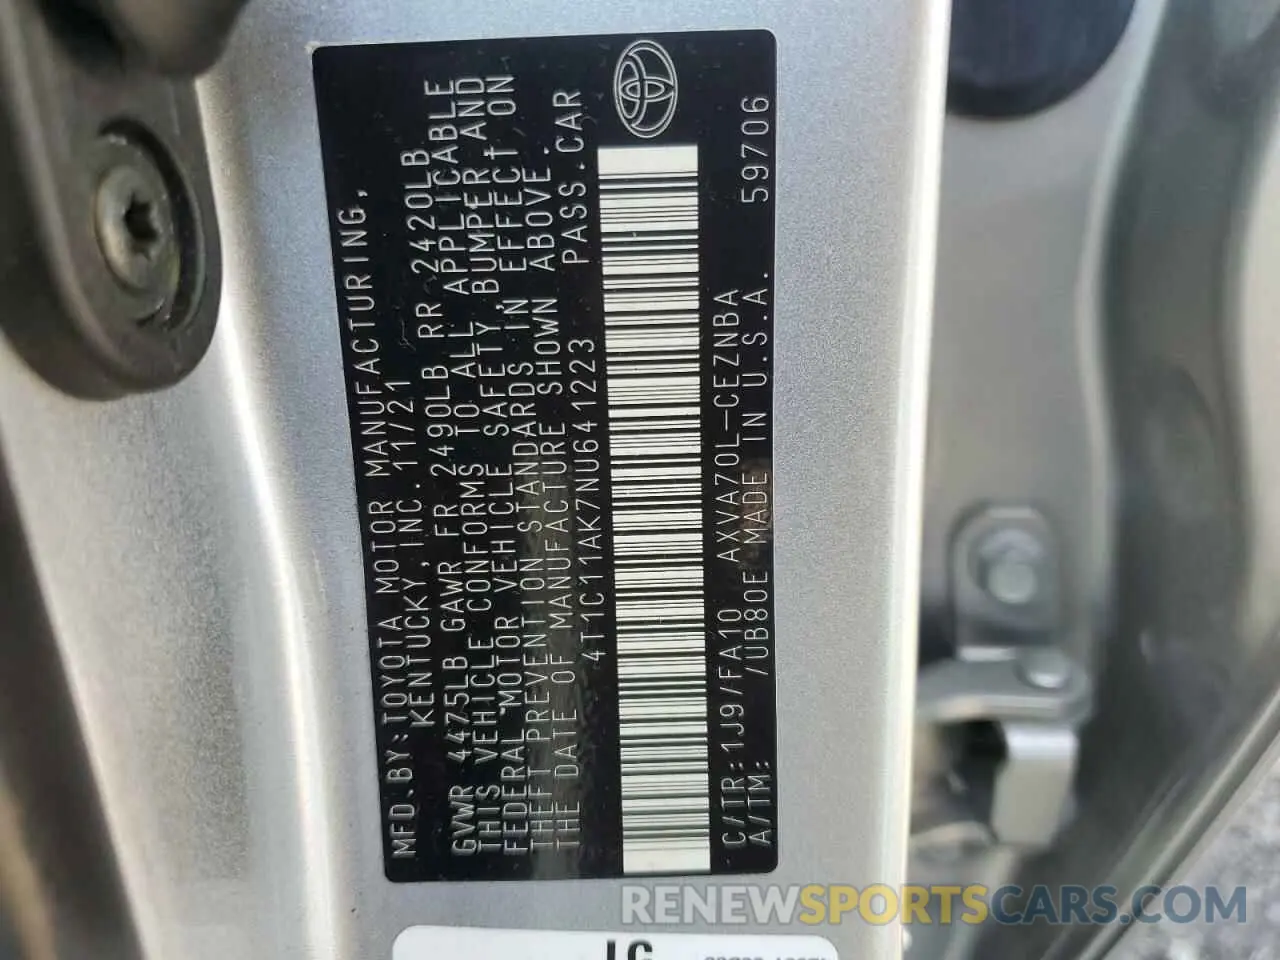 MFD.BY:TOYOTA MOTOR MANUFACTURING,
KENTUCKY,INC. 11/21
GVWR 4475LB GAWR FR 2490LB RR 2420LB
THIS VEHICLE CONFORMS TO ALL APPLICABLE
FEDERAL MOTOR VEHICLE SAFETY,BUMPER,AND
THEFT PREVENTION STANDARDS IN EFFECT ON
THE DATE OF MANUFACTURE SHOWN ABOVE.
4T1C11AK7NU641223 PASS.CAR
C/TR:1J9/FA10 AXVA70L-CEZNBA 59706
A/TM: /UB80E MADE IN U.S.A.
RENEWSPORTSCARS.COM